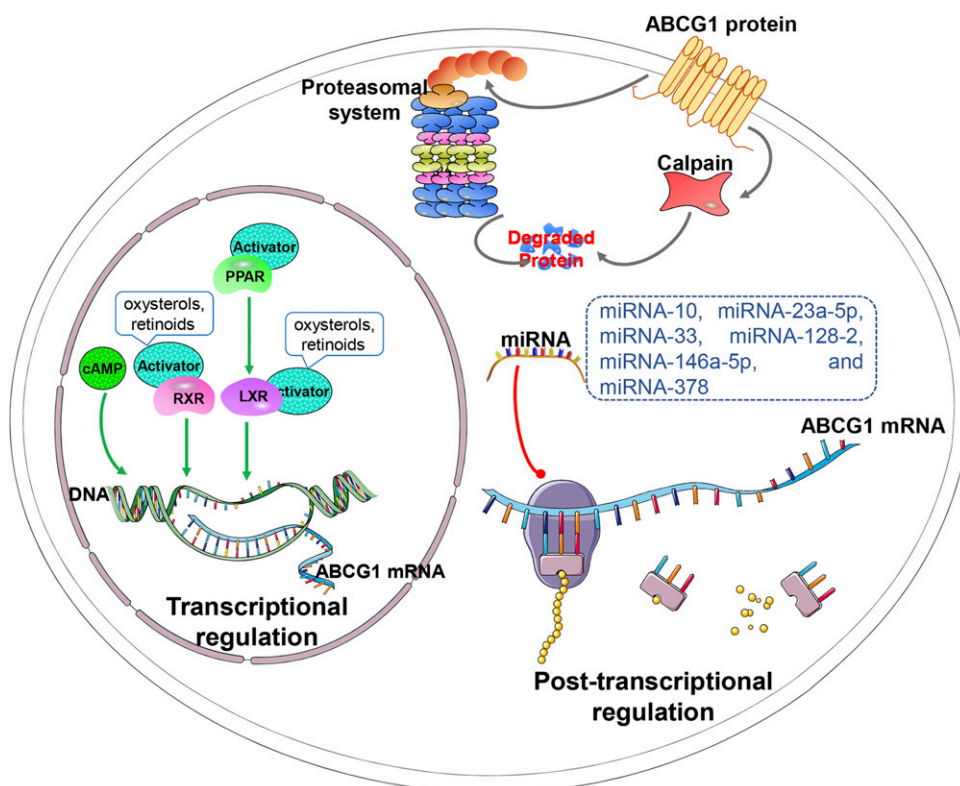 ABCG1 protein
Proteasomal
system
Calpain
Degraded
Protein
Activator
PPAR
oxysterols,
retinoids
oxysterols,
retinoids
cAMP
Activator
RXR
LXR
ctivator
DNA
ABCG1 mRNA
Transcriptional
regulation
miRNA
miRNA-10, miRNA-23a-5p,
miRNA-33, miRNA-128-2,
miRNA-146a-5p, and
miRNA-378
ABCG1 mRNA
Post-transcriptional
regulation